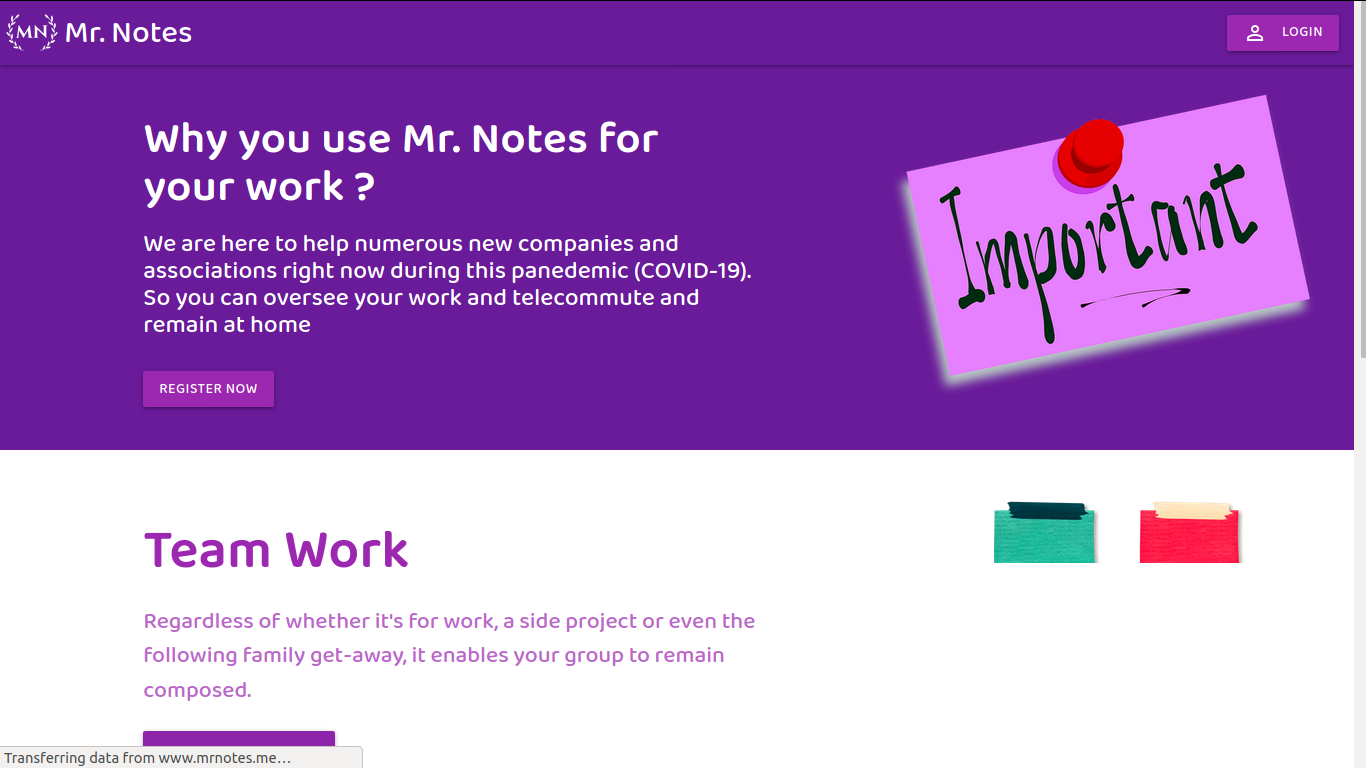 MN Mr. Notes
LOGIN
Why you use Mr. Notes for
your work ?
We are here to help numerous new companies and
associations right now during this panedemic (COVID-19).
So you can oversee your work and telecommute and
remain at home
REGISTER NOW
Important
Team Work
Regardless of whether it's for work, a side project or even the
following family get-away, it enables your group to remain
composed.
Transferring data from www.mrnotes.me...